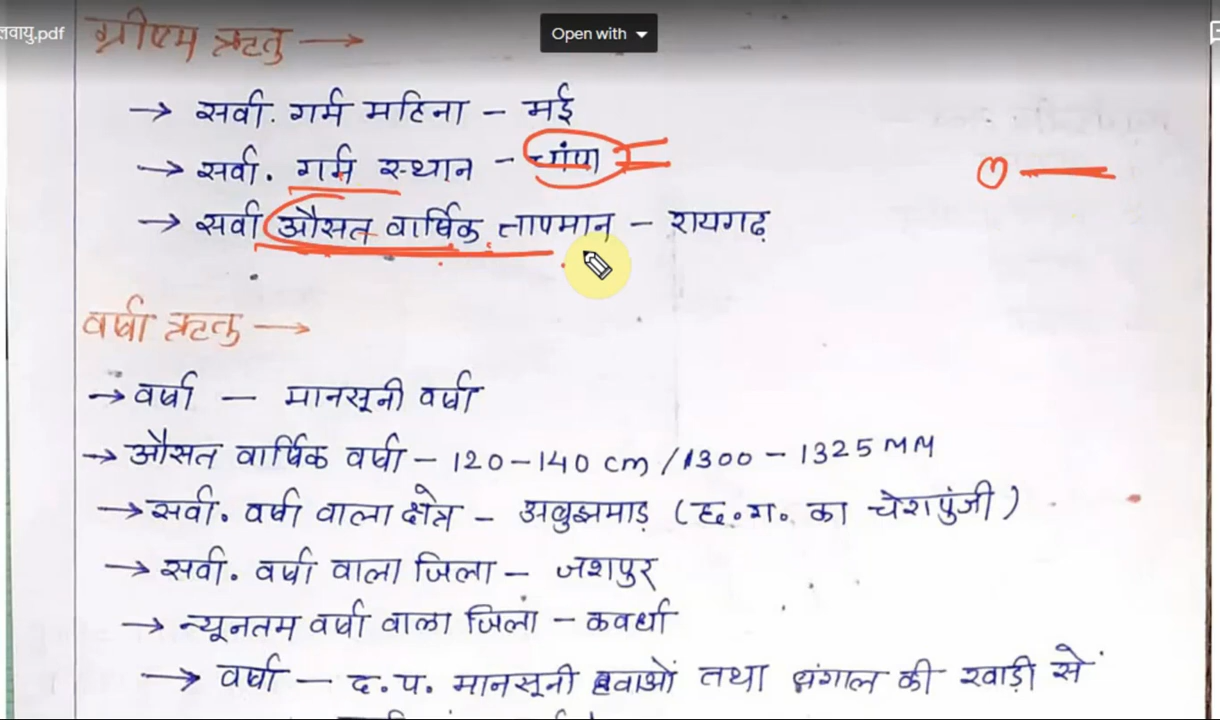 लवायु.pdf
Open with
ग्रीष्म ऋतु →
→ सर्वा. गर्म महिना - मई
→ सर्वा. गर्म स्थान - चांपा
→ सर्वा औसत वार्षिक तापमान - रायगढ़
वर्षा ऋतु →
→ वर्षा - मानसूनी वर्षा
→ औसत वार्षिक वर्षा - 120-140 cm / 1300 - 1325 MM
→ सर्वा. वर्षा वाला क्षेत्र - अबुझमाड़ (छ.ग. का चेरापुंजी)
→ सर्वा. वर्षा वाला जिला - जशपुर
→ न्यूनतम वर्षा वाला जिला - कवर्धा
→ वर्षा - द.प. मानसूनी हवाओं तथा बंगाल की खाड़ी से